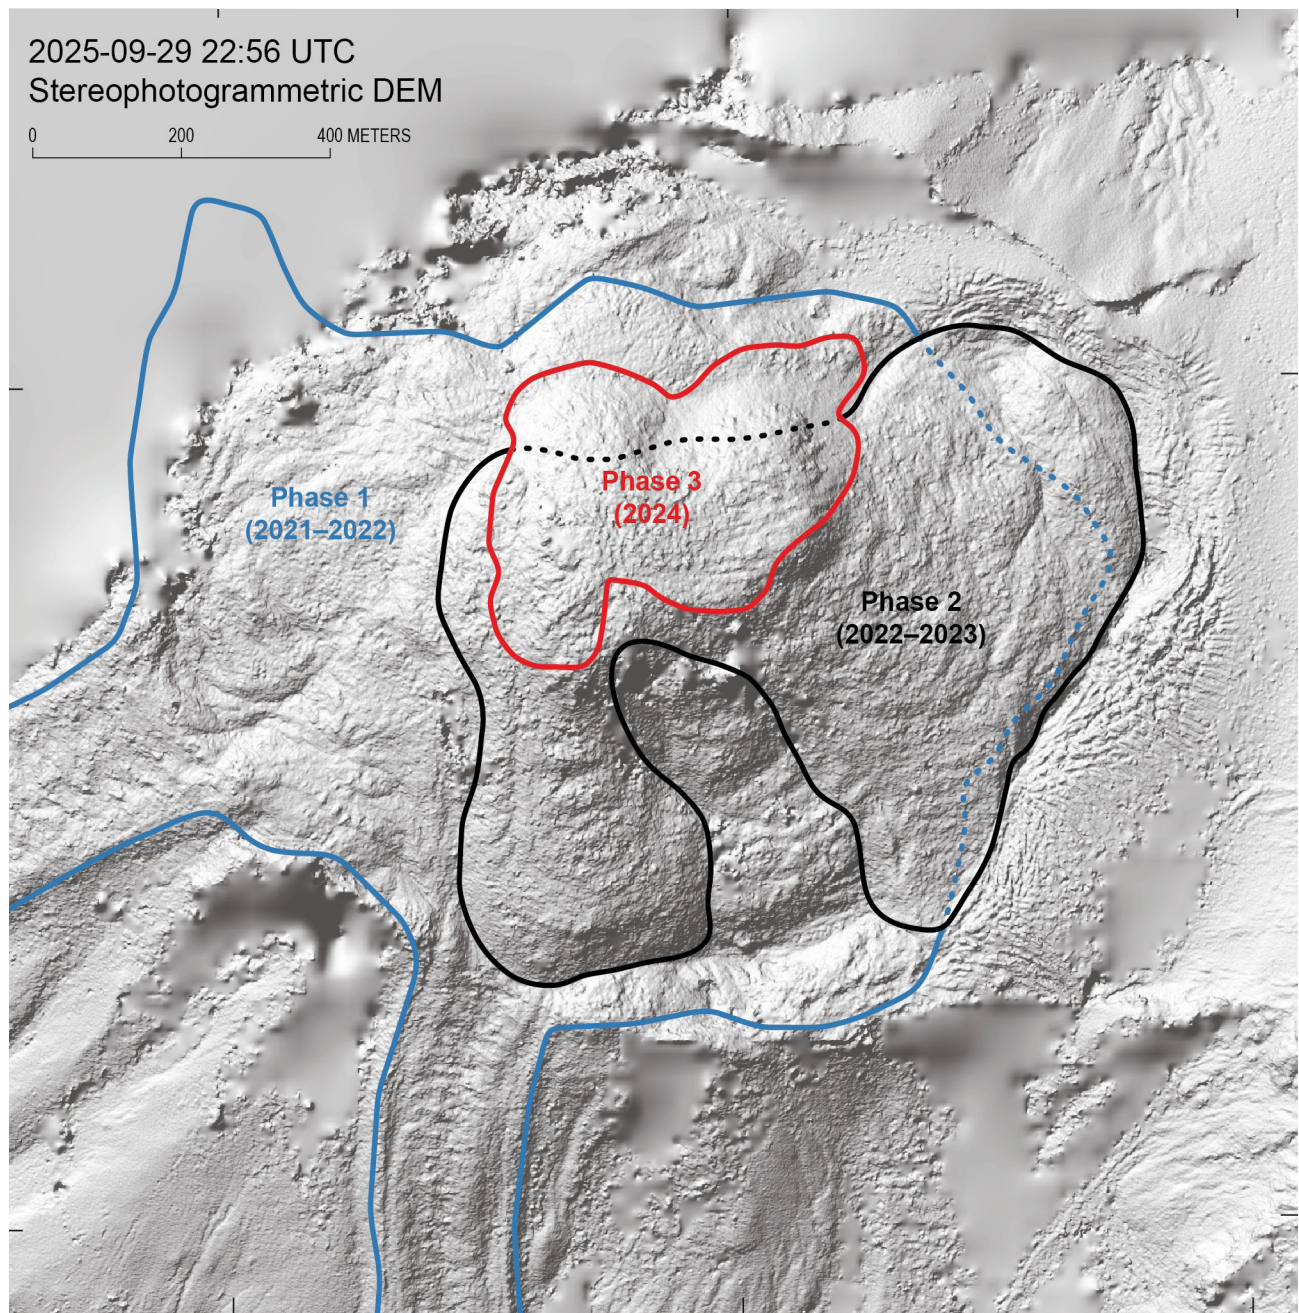 2025-09-29 22:56 UTC
Stereophotogrammetric DEM
0 200 400 METERS
Phase 1
(2021–2022)
Phase 3
(2024)
Phase 2
(2022–2023)